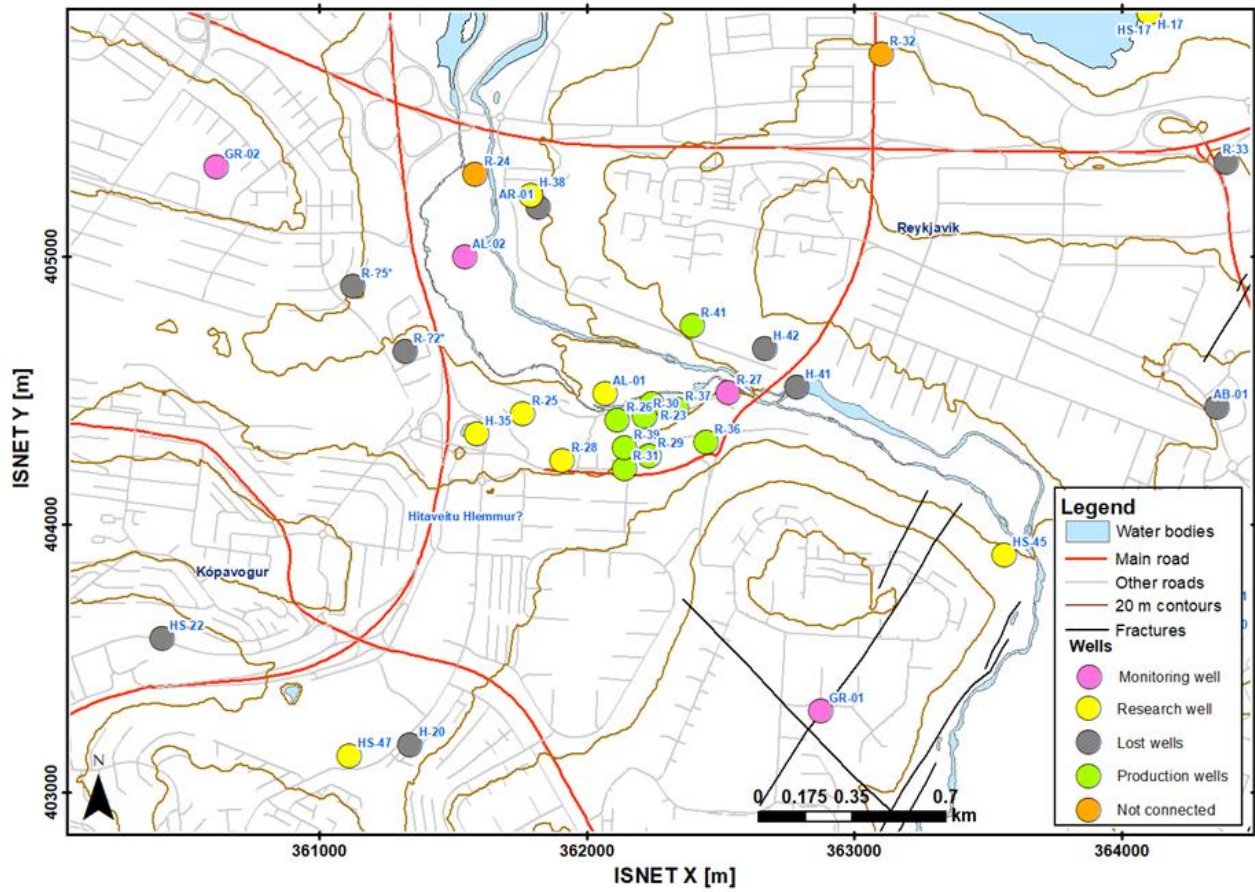 HS-17 H-17
R-32
GR-02
R-24
R-33
H-38
AR-01
AL-02
Reykjavik
R-?5*
R-41
R-?2*
H-42
AL-01
R-27
H-41
R-37
R-30
R-26
R-23
R-25
AB-01
H-35
R-36
R-39
R-29
R-28
R-31
Hitaveitu Hlemmur?
HS-45
Kópavogur
HS-22
GR-01
H-20
HS-47
N
0 0.175 0.35 0.7
km
Legend
Water bodies
Main road
Other roads
20 m contours
Fractures
Wells
Monitoring well
Research well
Lost wells
Production wells
Not connected
405000
404000
403000
ISNET Y [m]
361000 362000 363000 364000
ISNET X [m]